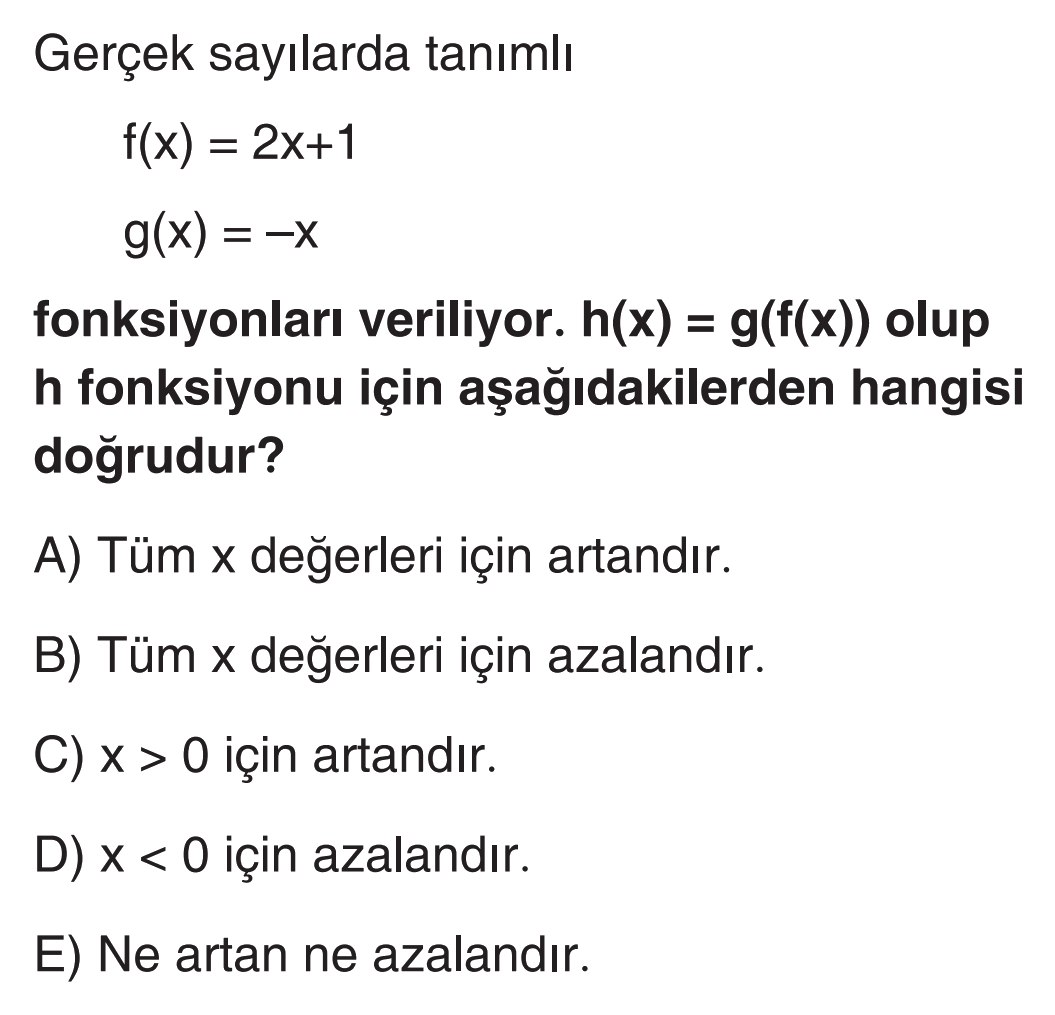 Gerçek sayılarda tanımlı
f(x) = 2x+1
g(x) = –x
fonksiyonları veriliyor. h(x) = g(f(x)) olup
h fonksiyonu için aşağıdakilerden hangisi
doğrudur?
A) Tüm x değerleri için artandır.
B) Tüm x değerleri için azalandır.
C) x > 0 için artandır.
D) x < 0 için azalandır.
E) Ne artan ne azalandır.